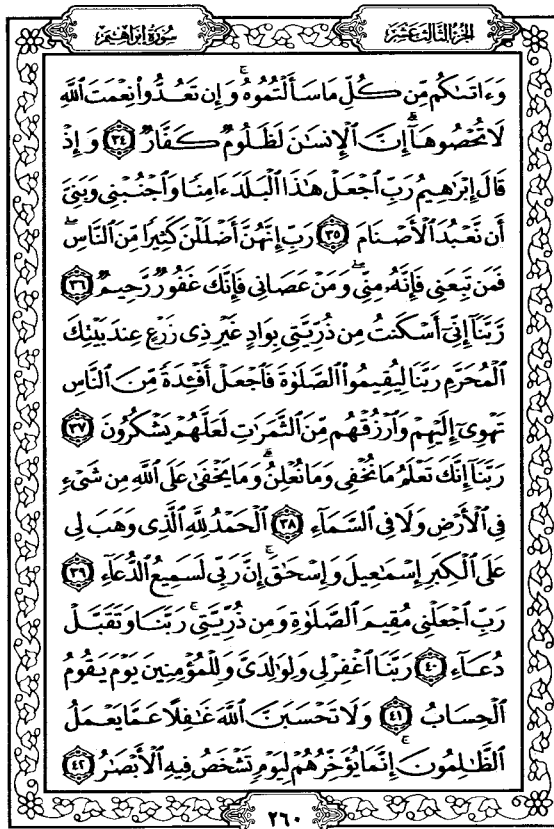 سورة إبراهيم
الجزء الثالث عشر
وَءَاتَىٰكُم مِّن كُلِّ مَا سَأَلْتُمُوهُ ۚ وَإِن تَعُدُّوا۟ نِعْمَتَ ٱللَّهِ
لَا تُحْصُوهَآ ۗ إِنَّ ٱلْإِنسَـٰنَ لَظَلُومٌ كَفَّارٌ ﴿٣٤﴾ وَإِذْ
قَالَ إِبْرَٰهِيمُ رَبِّ ٱجْعَلْ هَـٰذَا ٱلْبَلَدَ ءَامِنًا وَٱجْنُبْنِى وَبَنِىَّ
أَن نَّعْبُدَ ٱلْأَصْنَامَ ﴿٣٥﴾ رَبِّ إِنَّهُنَّ أَضْلَلْنَ كَثِيرًا مِّنَ ٱلنَّاسِ ۖ
فَمَن تَبِعَنِى فَإِنَّهُۥ مِنِّى ۖ وَمَنْ عَصَانِى فَإِنَّكَ غَفُورٌ رَّحِيمٌ ﴿٣٦﴾
رَّبَّنَآ إِنِّىٓ أَسْكَنتُ مِن ذُرِّيَّتِى بِوَادٍ غَيْرِ ذِى زَرْعٍ عِندَ بَيْتِكَ
ٱلْمُحَرَّمِ رَبَّنَا لِيُقِيمُوا۟ ٱلصَّلَوٰةَ فَٱجْعَلْ أَفْـِٔدَةً مِّنَ ٱلنَّاسِ
تَهْوِىٓ إِلَيْهِمْ وَٱرْزُقْهُم مِّنَ ٱلثَّمَرَٰتِ لَعَلَّهُمْ يَشْكُرُونَ ﴿٣٧﴾
رَبَّنَآ إِنَّكَ تَعْلَمُ مَا نُخْفِى وَمَا نُعْلِنُ ۗ وَمَا يَخْفَىٰ عَلَى ٱللَّهِ مِن شَىْءٍ
فِى ٱلْأَرْضِ وَلَا فِى ٱلسَّمَآءِ ﴿٣٨﴾ ٱلْحَمْدُ لِلَّهِ ٱلَّذِى وَهَبَ لِى
عَلَى ٱلْكِبَرِ إِسْمَـٰعِيلَ وَإِسْحَـٰقَ ۚ إِنَّ رَبِّى لَسَمِيعُ ٱلدُّعَآءِ ﴿٣٩﴾
رَبِّ ٱجْعَلْنِى مُقِيمَ ٱلصَّلَوٰةِ وَمِن ذُرِّيَّتِى ۚ رَبَّنَا وَتَقَبَّلْ
دُعَآءِ ﴿٤٠﴾ رَبَّنَا ٱغْفِرْ لِى وَلِوَٰلِدَىَّ وَلِلْمُؤْمِنِينَ يَوْمَ يَقُومُ
ٱلْحِسَابُ ﴿٤١﴾ وَلَا تَحْسَبَنَّ ٱللَّهَ غَـٰفِلًا عَمَّا يَعْمَلُ
ٱلظَّـٰلِمُونَ ۚ إِنَّمَا يُؤَخِّرُهُمْ لِيَوْمٍ تَشْخَصُ فِيهِ ٱلْأَبْصَـٰرُ ﴿٤٢﴾
٢٦٠